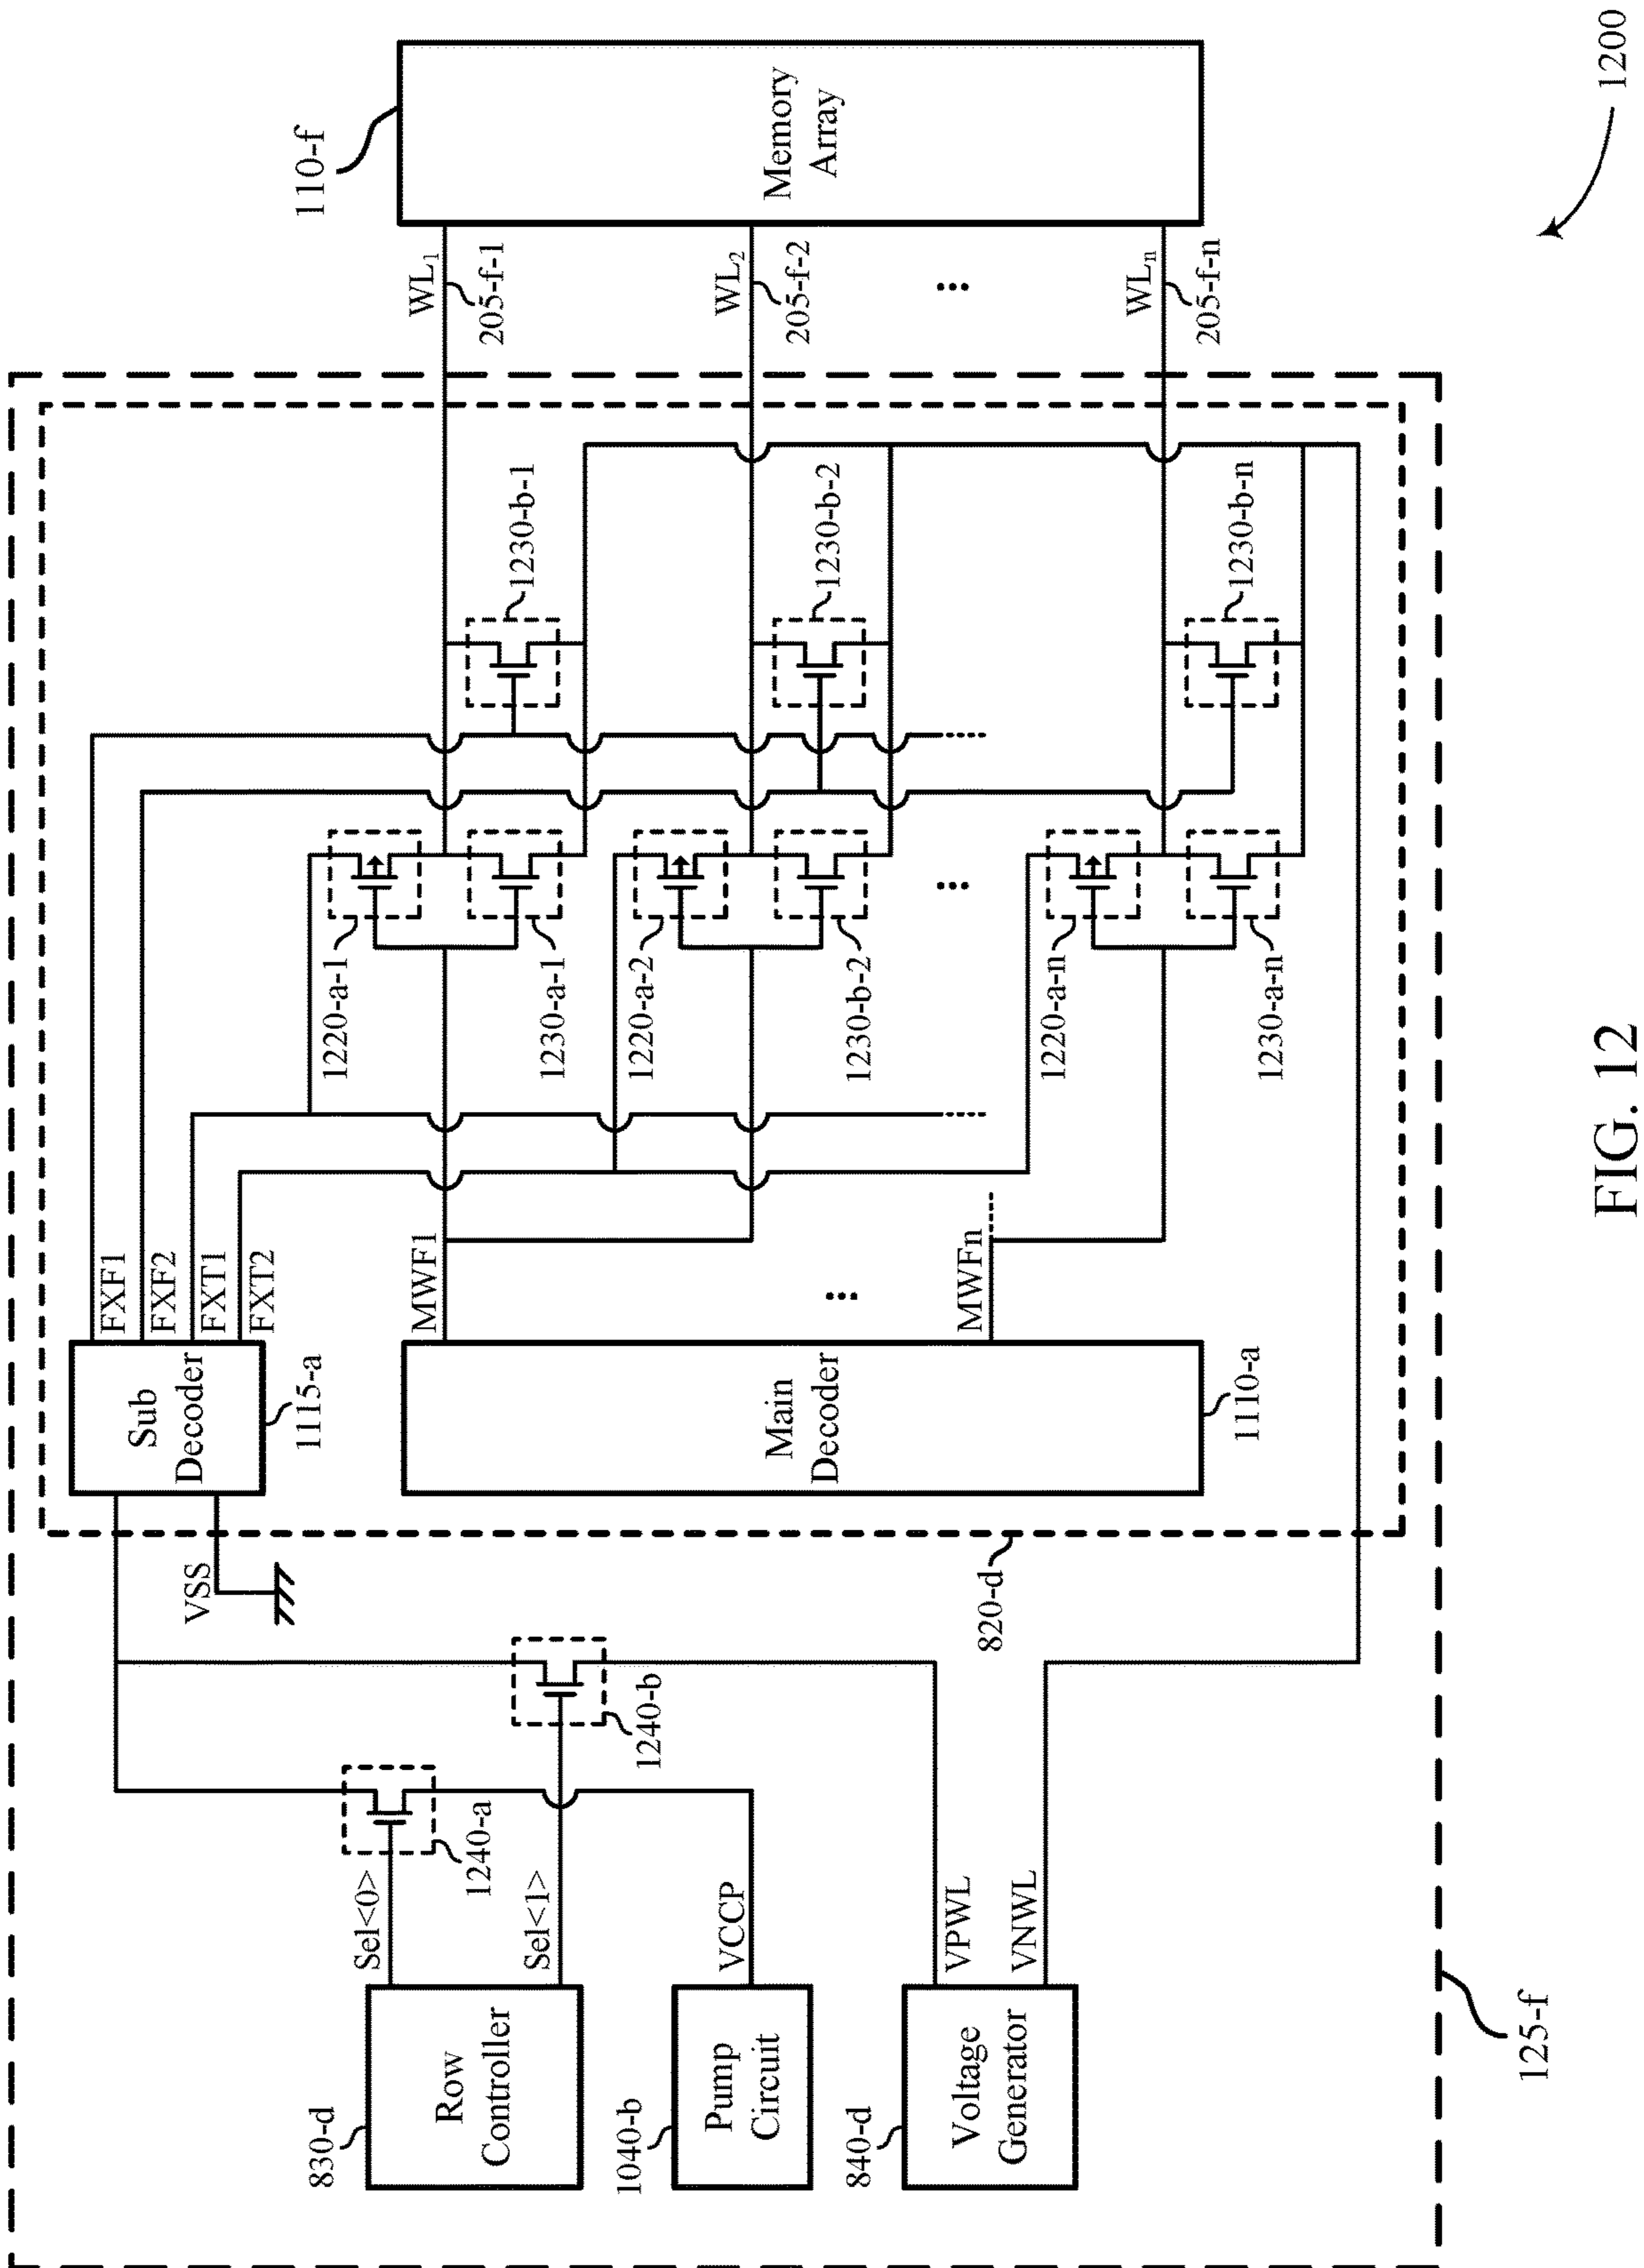 830-d
Row
Controller
Sel<0>
Sel<1>
1040-b
Pump
Circuit
VCCP
840-d
Voltage
Generator
VPWL
VNWL
1240-a
1240-b
VSS
820-d
125-f
Sub
Decoder
1115-a
FXF1
FXF2
FXT1
FXT2
Main
Decoder
1110-a
MWF1
...
MWFn
1220-a-1
1230-a-1
1220-a-2
1230-b-2
1220-a-n
1230-a-n
...
1230-b-1
1230-b-2
1230-b-n
WL1
205-f-1
WL2
205-f-2
...
WLn
205-f-n
110-f
Memory
Array
1200
FIG. 12